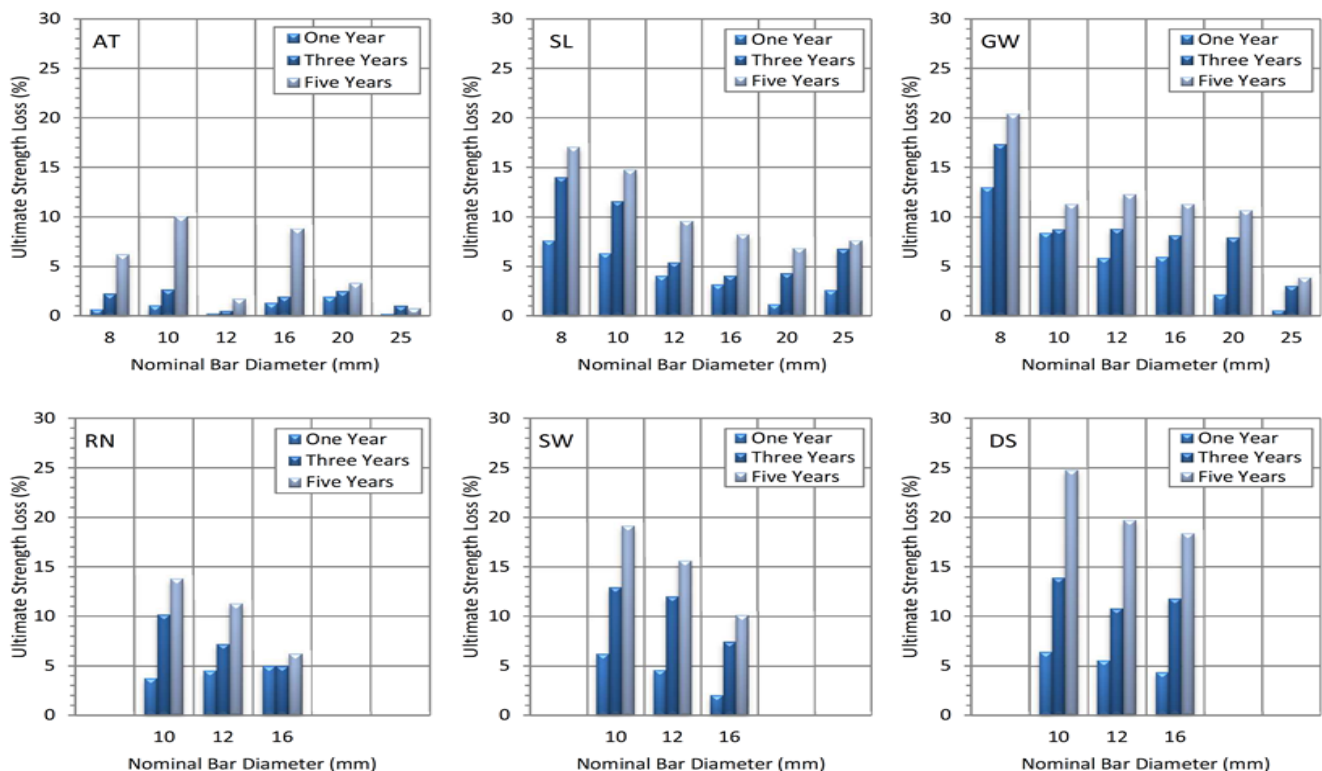 AT
One Year
Three Years
Five Years
Ultimate Strength Loss (%)
30
25
20
15
10
5
0
8 10 12 16 20 25
Nominal Bar Diameter (mm)
SL
One Year
Three Years
Five Years
Ultimate Strength Loss (%)
30
25
20
15
10
5
0
8 10 12 16 20 25
Nominal Bar Diameter (mm)
GW
One Year
Three Years
Five Years
Ultimate Strength Loss (%)
30
25
20
15
10
5
0
8 10 12 16 20 25
Nominal Bar Diameter (mm)
RN
One Year
Three Years
Five Years
Ultimate Strength Loss (%)
30
25
20
15
10
5
0
10 12 16
Nominal Bar Diameter (mm)
SW
One Year
Three Years
Five Years
Ultimate Strength Loss (%)
30
25
20
15
10
5
0
10 12 16
Nominal Bar Diameter (mm)
DS
One Year
Three Years
Five Years
Ultimate Strength Loss (%)
30
25
20
15
10
5
0
10 12 16
Nominal Bar Diameter (mm)